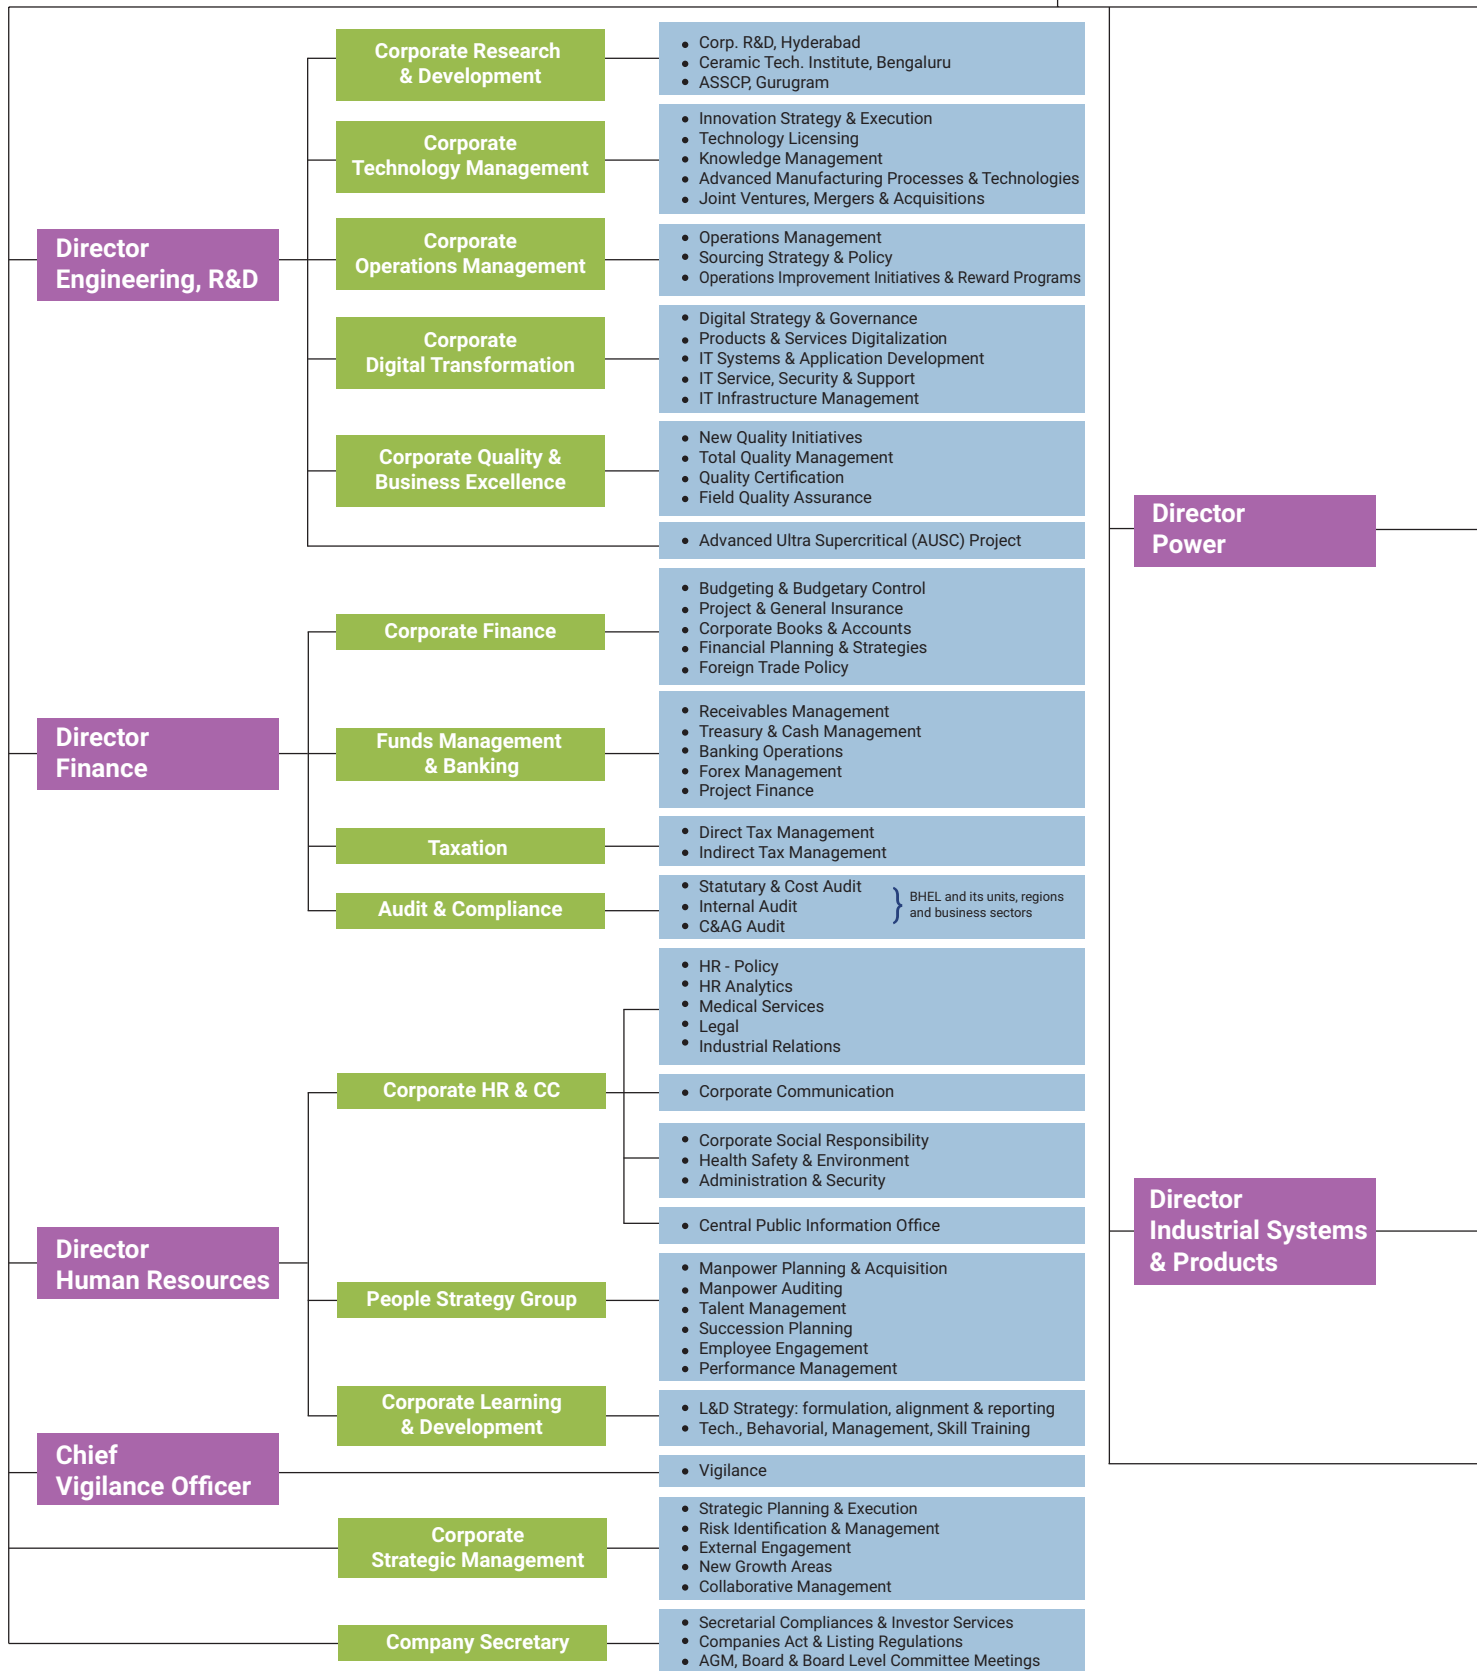 Director
Engineering, R&D
Corporate Research
& Development
• Corp. R&D, Hyderabad
• Ceramic Tech. Institute, Bengaluru
• ASSCP, Gurugram
Corporate
Technology Management
• Innovation Strategy & Execution
• Technology Licensing
• Knowledge Management
• Advanced Manufacturing Processes & Technologies
• Joint Ventures, Mergers & Acquisitions
Corporate
Operations Management
• Operations Management
• Sourcing Strategy & Policy
• Operations Improvement Initiatives & Reward Programs
Corporate
Digital Transformation
• Digital Strategy & Governance
• Products & Services Digitalization
• IT Systems & Application Development
• IT Service, Security & Support
• IT Infrastructure Management
Corporate Quality &
Business Excellence
• New Quality Initiatives
• Total Quality Management
• Quality Certification
• Field Quality Assurance
• Advanced Ultra Supercritical (AUSC) Project
Director
Finance
Corporate Finance
• Budgeting & Budgetary Control
• Project & General Insurance
• Corporate Books & Accounts
• Financial Planning & Strategies
• Foreign Trade Policy
Funds Management
& Banking
• Receivables Management
• Treasury & Cash Management
• Banking Operations
• Forex Management
• Project Finance
Taxation
• Direct Tax Management
• Indirect Tax Management
Audit & Compliance
• Statutary & Cost Audit
• Internal Audit
• C&AG Audit
} BHEL and its units, regions
and business sectors
Director
Human Resources
Corporate HR & CC
• HR - Policy
• HR Analytics
• Medical Services
• Legal
• Industrial Relations
• Corporate Communication
• Corporate Social Responsibility
• Health Safety & Environment
• Administration & Security
• Central Public Information Office
People Strategy Group
• Manpower Planning & Acquisition
• Manpower Auditing
• Talent Management
• Succession Planning
• Employee Engagement
• Performance Management
Corporate Learning
& Development
• L&D Strategy: formulation, alignment & reporting
• Tech., Behavorial, Management, Skill Training
Chief
Vigilance Officer
• Vigilance
Corporate
Strategic Management
• Strategic Planning & Execution
• Risk Identification & Management
• External Engagement
• New Growth Areas
• Collaborative Management
Company Secretary
• Secretarial Compliances & Investor Services
• Companies Act & Listing Regulations
• AGM, Board & Board Level Committee Meetings
Director
Power
Director
Industrial Systems
& Products